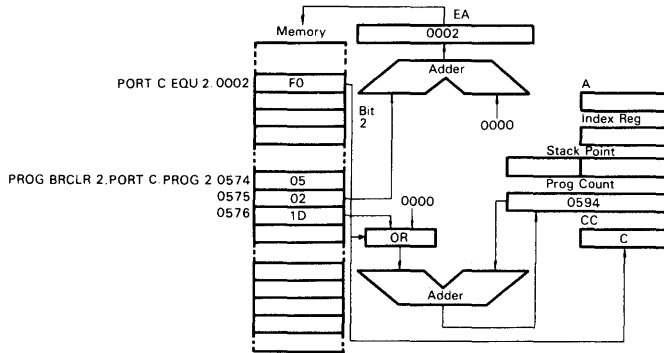 EA
Memory
0002
Adder
PORT C EQU 2. 0002 F0
A
Bit
2
0000
Index Reg
Stack Point
PROG BRCLR 2.PORT C. PROG 2 0574 05
Prog Count
0575 02
0000
0594
0576 1D
CC
OR
C
Adder